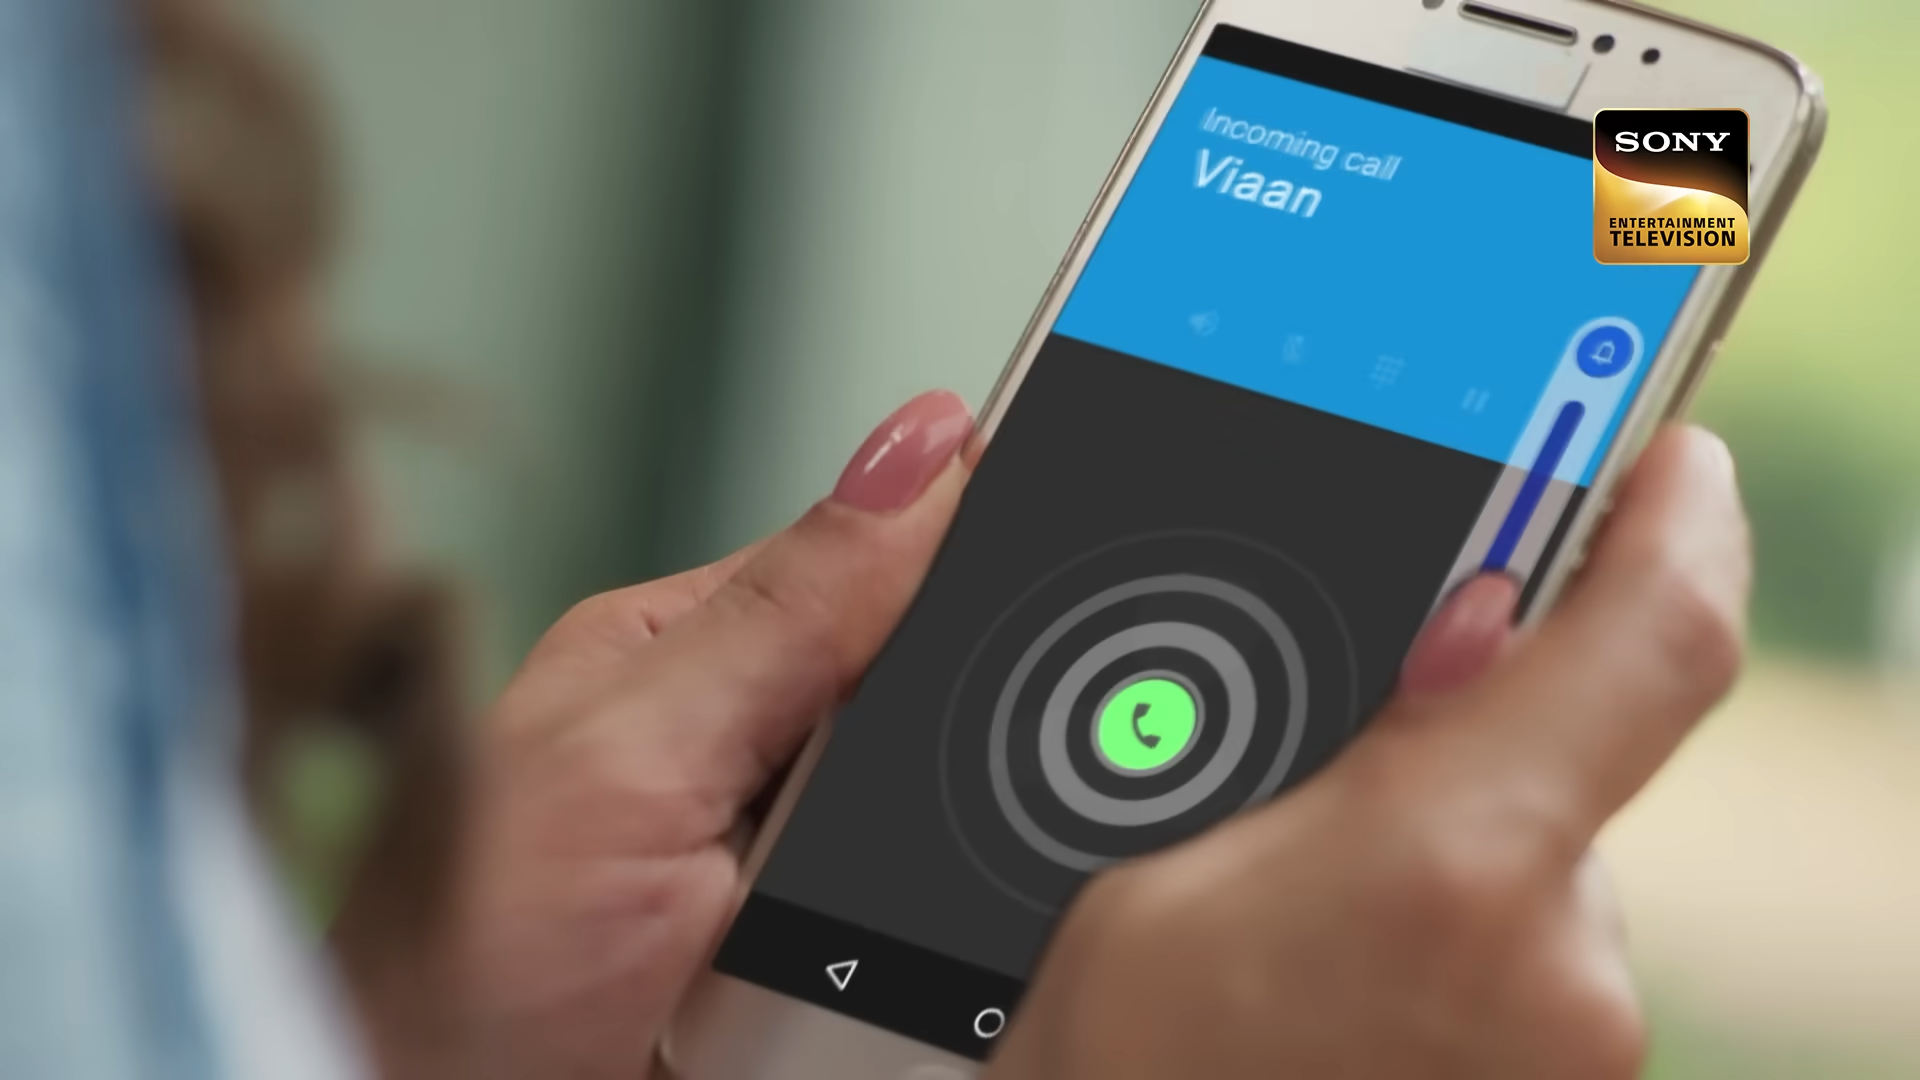 Incoming call
Viaan
SONY
ENTERTAINMENT
TELEVISION